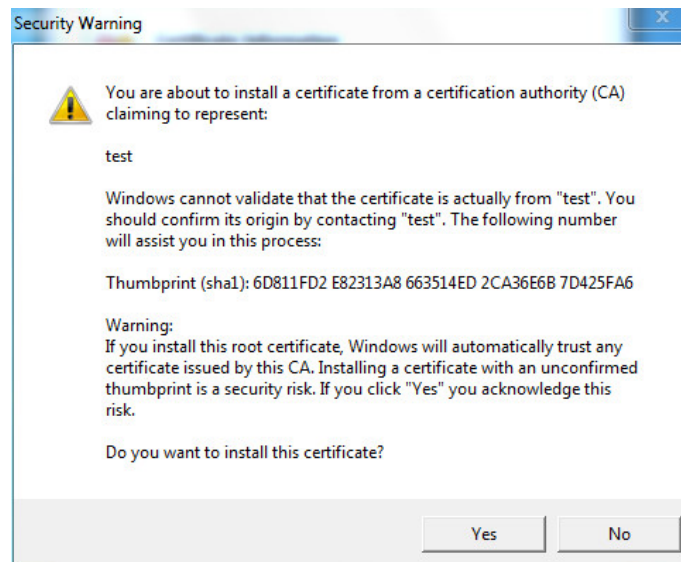 Security Warning
You are about to install a certificate from a certification authority (CA)
claiming to represent:
test
Windows cannot validate that the certificate is actually from "test". You
should confirm its origin by contacting "test". The following number
will assist you in this process:
Thumbprint (sha1): 6D811FD2 E82313A8 663514ED 2CA36E6B 7D425FA6
Warning:
If you install this root certificate, Windows will automatically trust any
certificate issued by this CA. Installing a certificate with an unconfirmed
thumbprint is a security risk. If you click "Yes" you acknowledge this
risk.
Do you want to install this certificate?
Yes No